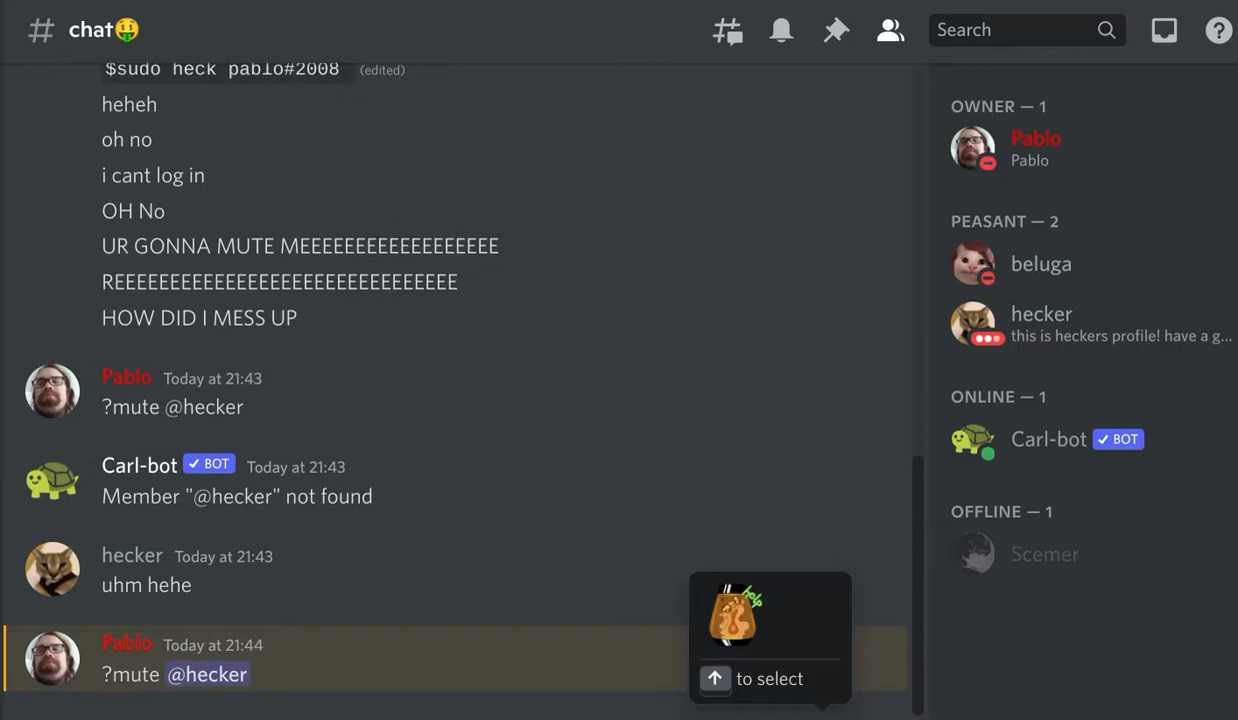 chat🤑
Search
$sudo heck pablo#2008 (edited)
heheh
oh no
i cant log in
OH No
UR GONNA MUTE MEEEEEEEEEEEEEEEEEE
REEEEEEEEEEEEEEEEEEEEEEEEEEEEEE
HOW DID I MESS UP
Pablo Today at 21:43
?mute @hecker
Carl-bot ✓ BOT Today at 21:43
Member "@hecker" not found
hecker Today at 21:43
uhm hehe
Pablo Today at 21:44
?mute @hecker
help
↑ to select
OWNER — 1
Pablo
Pablo
PEASANT — 2
beluga
hecker
this is heckers profile! have a g...
ONLINE — 1
Carl-bot ✓ BOT
OFFLINE — 1
Scemer